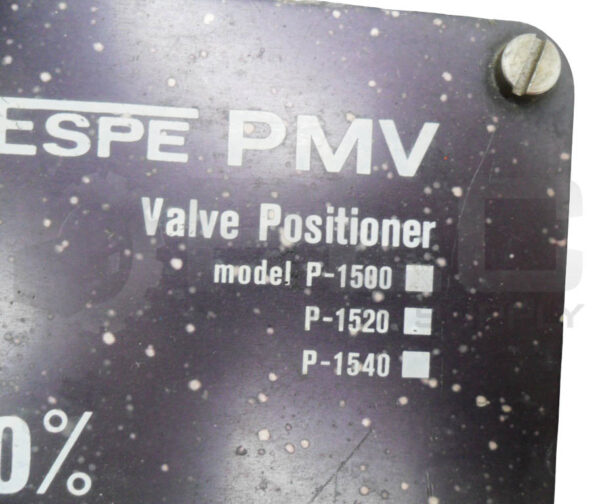 ESPE PMV
Valve Positioner
model P-1500
P-1520
P-1540
0%